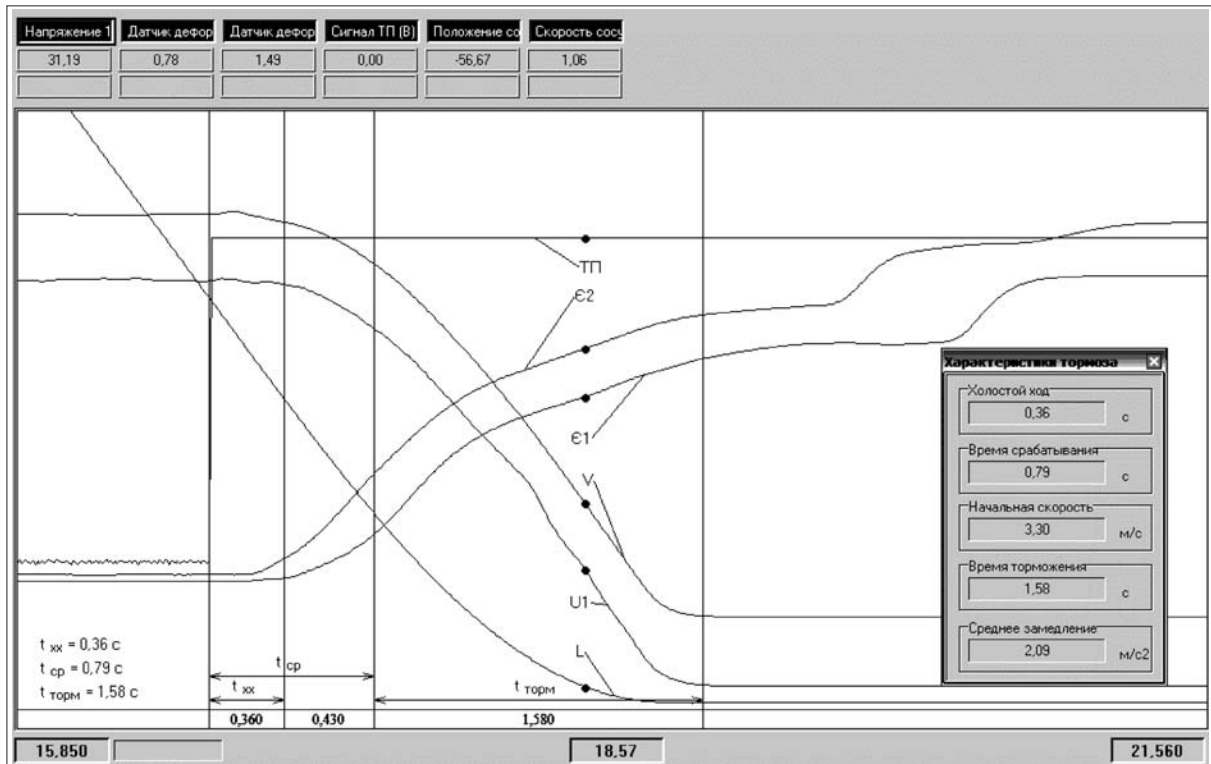 Напряжение 1 Датчик дефор Датчик дефор Сигнал ТП (В) Положение со Скорость сосу
31,19 0,78 1,49 0,00 -56,67 1,06
ТП
Є2
Є1
V
U1
L
Характеристики тормоза
Холостой ход
0,36 с
Время срабатывания
0,79 с
Начальная скорость
3,30 м/с
Время торможения
1,58 с
Среднее замедление
2,09 м/с2
t хх = 0,36 с
t ср = 0,79 с
t торм = 1,58 с
t ср
t хх
t торм
0,360 0,430 1,580
15,850 18,57 21,560